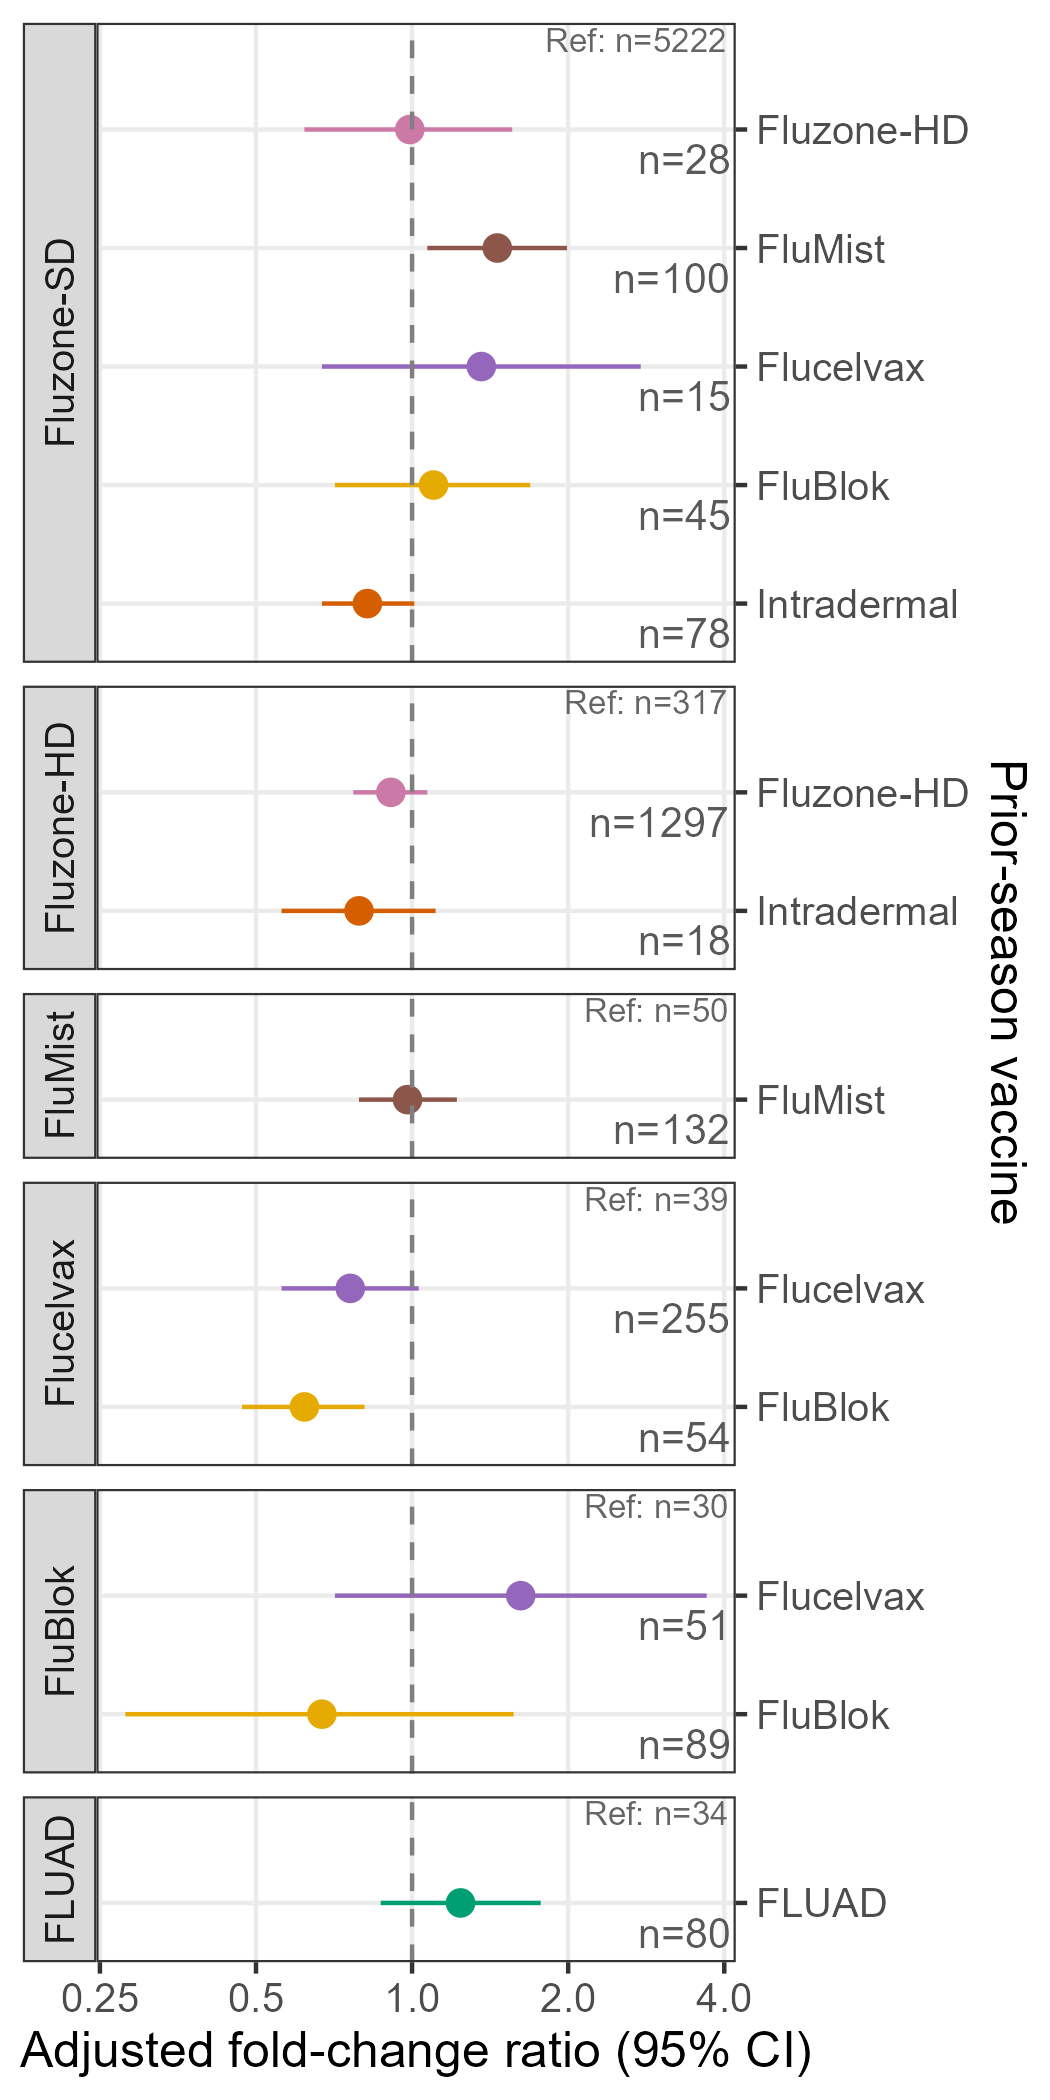 Fluzone-SD
Ref: n=5222
Fluzone-HD
n=28
FluMist
n=100
Flucelvax
n=15
FluBlok
n=45
Intradermal
n=78
Fluzone-HD
Ref: n=317
Fluzone-HD
n=1297
Intradermal
n=18
FluMist
Ref: n=50
FluMist
n=132
Flucelvax
Ref: n=39
Flucelvax
n=255
FluBlok
n=54
FluBlok
Ref: n=30
Flucelvax
n=51
FluBlok
n=89
FLUAD
Ref: n=34
FLUAD
n=80
Prior-season vaccine
0.25 0.5 1.0 2.0 4.0
Adjusted fold-change ratio (95% CI)